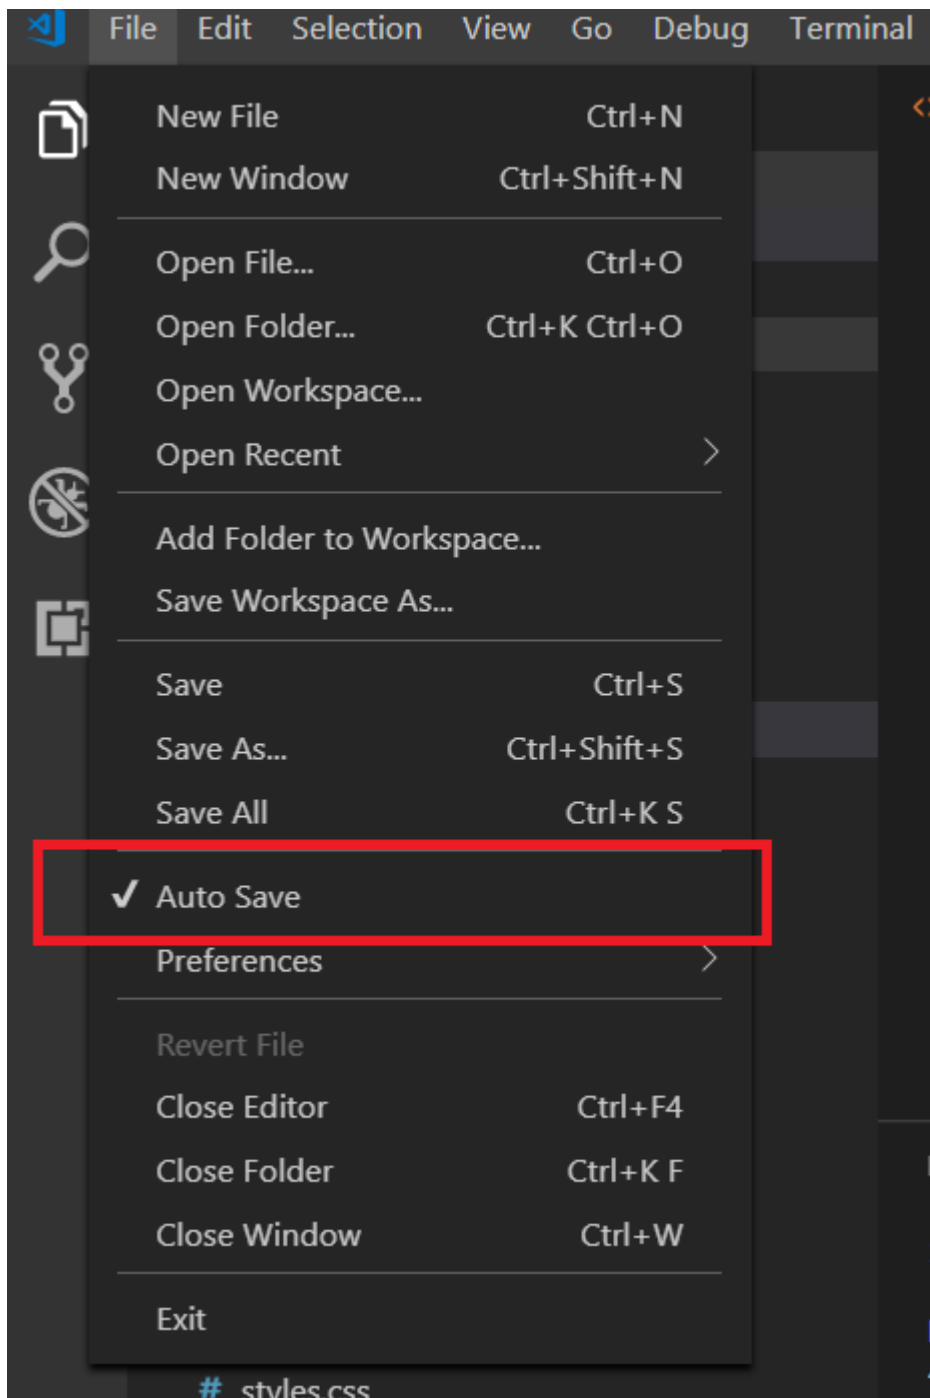 File Edit Selection View Go Debug Terminal
New File Ctrl+N
New Window Ctrl+Shift+N
Open File... Ctrl+O
Open Folder... Ctrl+K Ctrl+O
Open Workspace...
Open Recent
Add Folder to Workspace...
Save Workspace As...
Save Ctrl+S
Save As... Ctrl+Shift+S
Save All Ctrl+K S
Auto Save
Preferences
Revert File
Close Editor Ctrl+F4
Close Folder Ctrl+K F
Close Window Ctrl+W
Exit
# styles.css